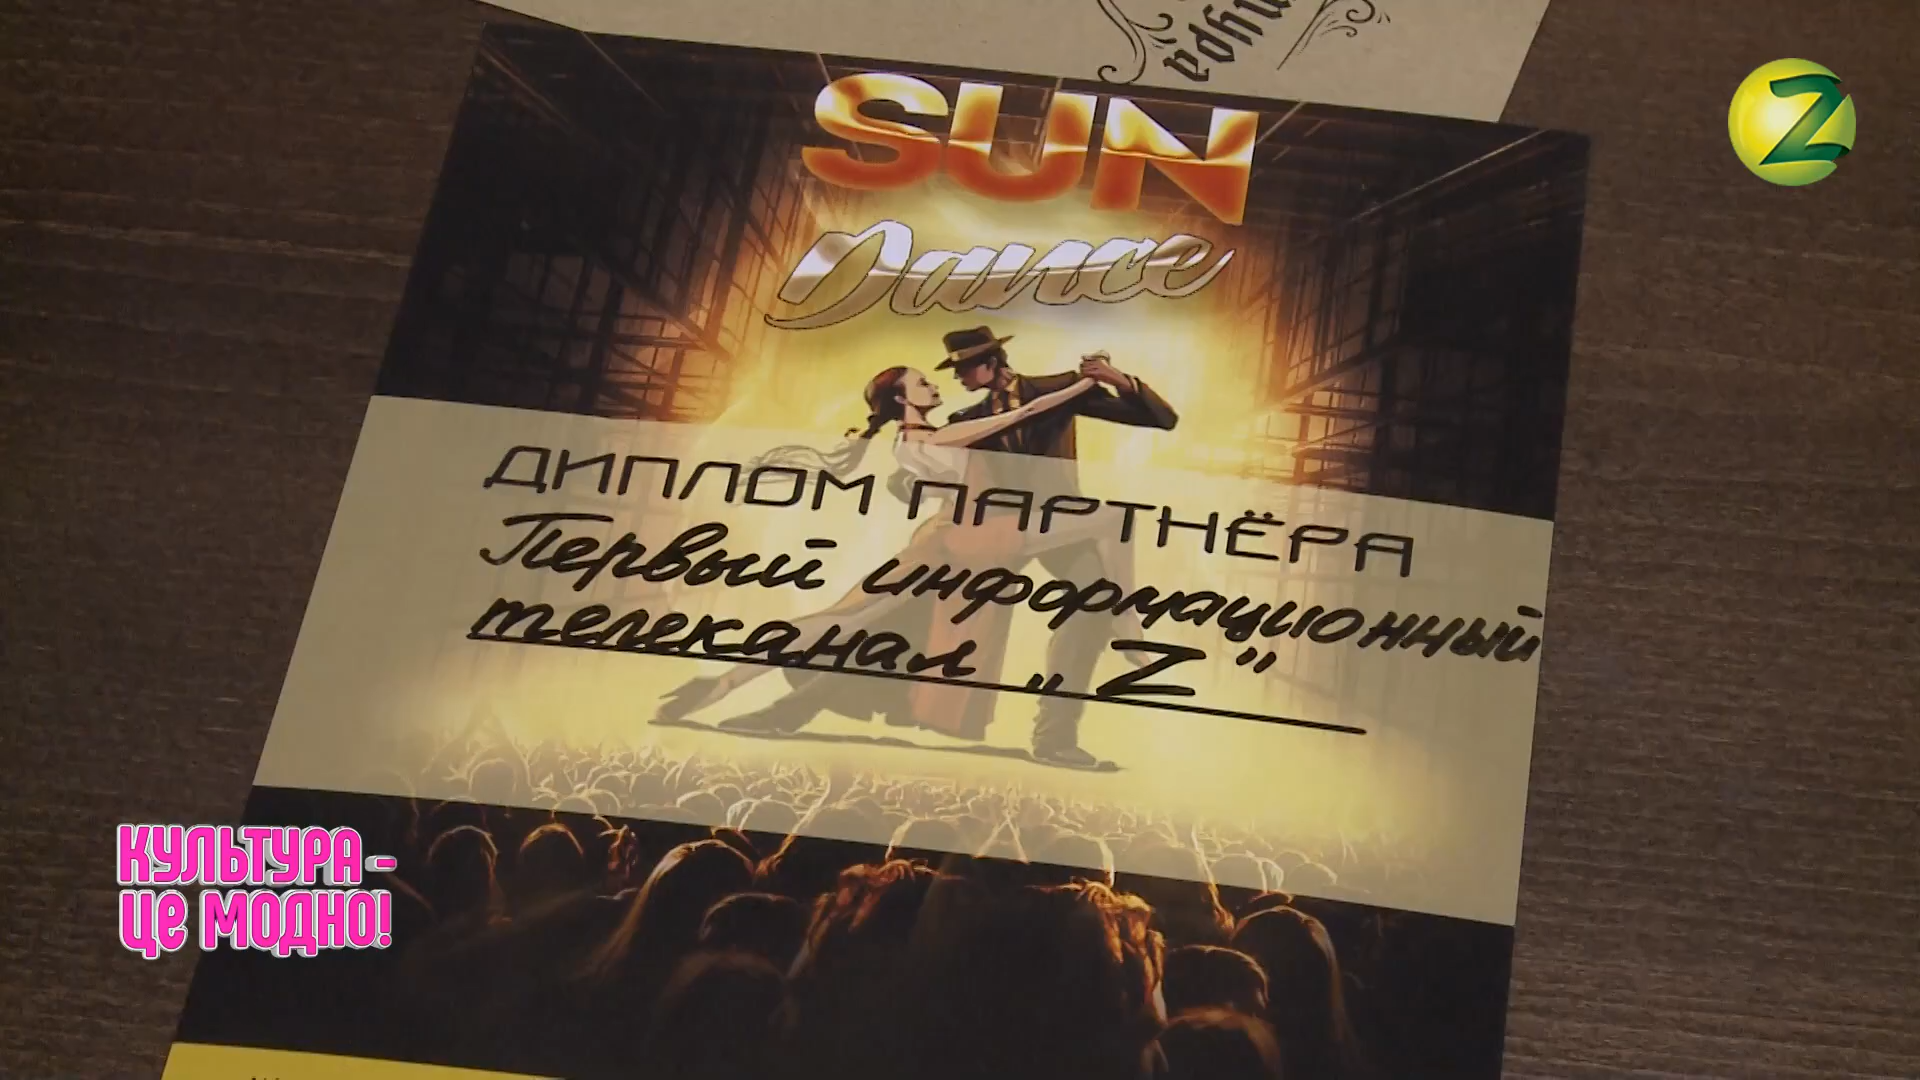 SUN
Dance
ДИПЛОМ ПАРТНЁРА
Первый информационный
телеканал „Z”
Z
КУЛЬТУРА -
ЦЕ МОДНО!